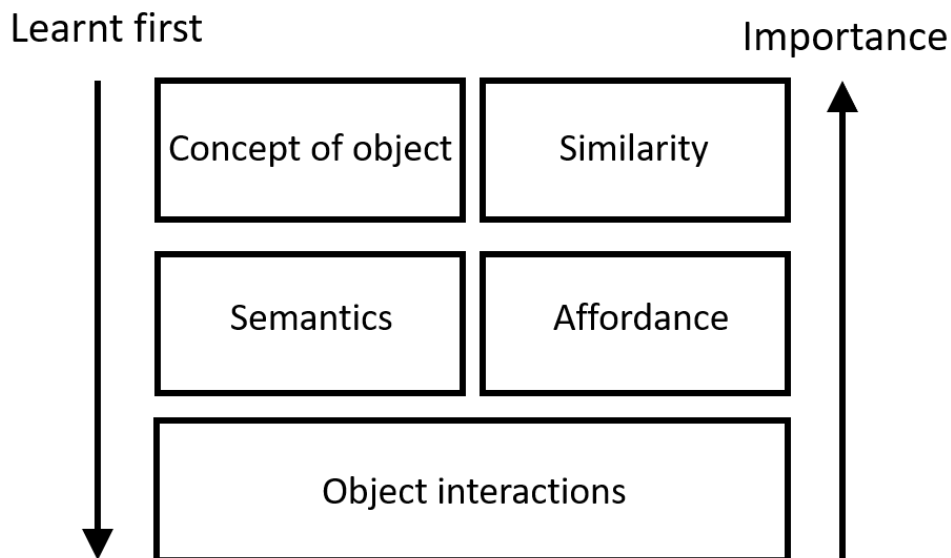 Learnt first
Importance
Concept of object
Similarity
Semantics
Affordance
Object interactions